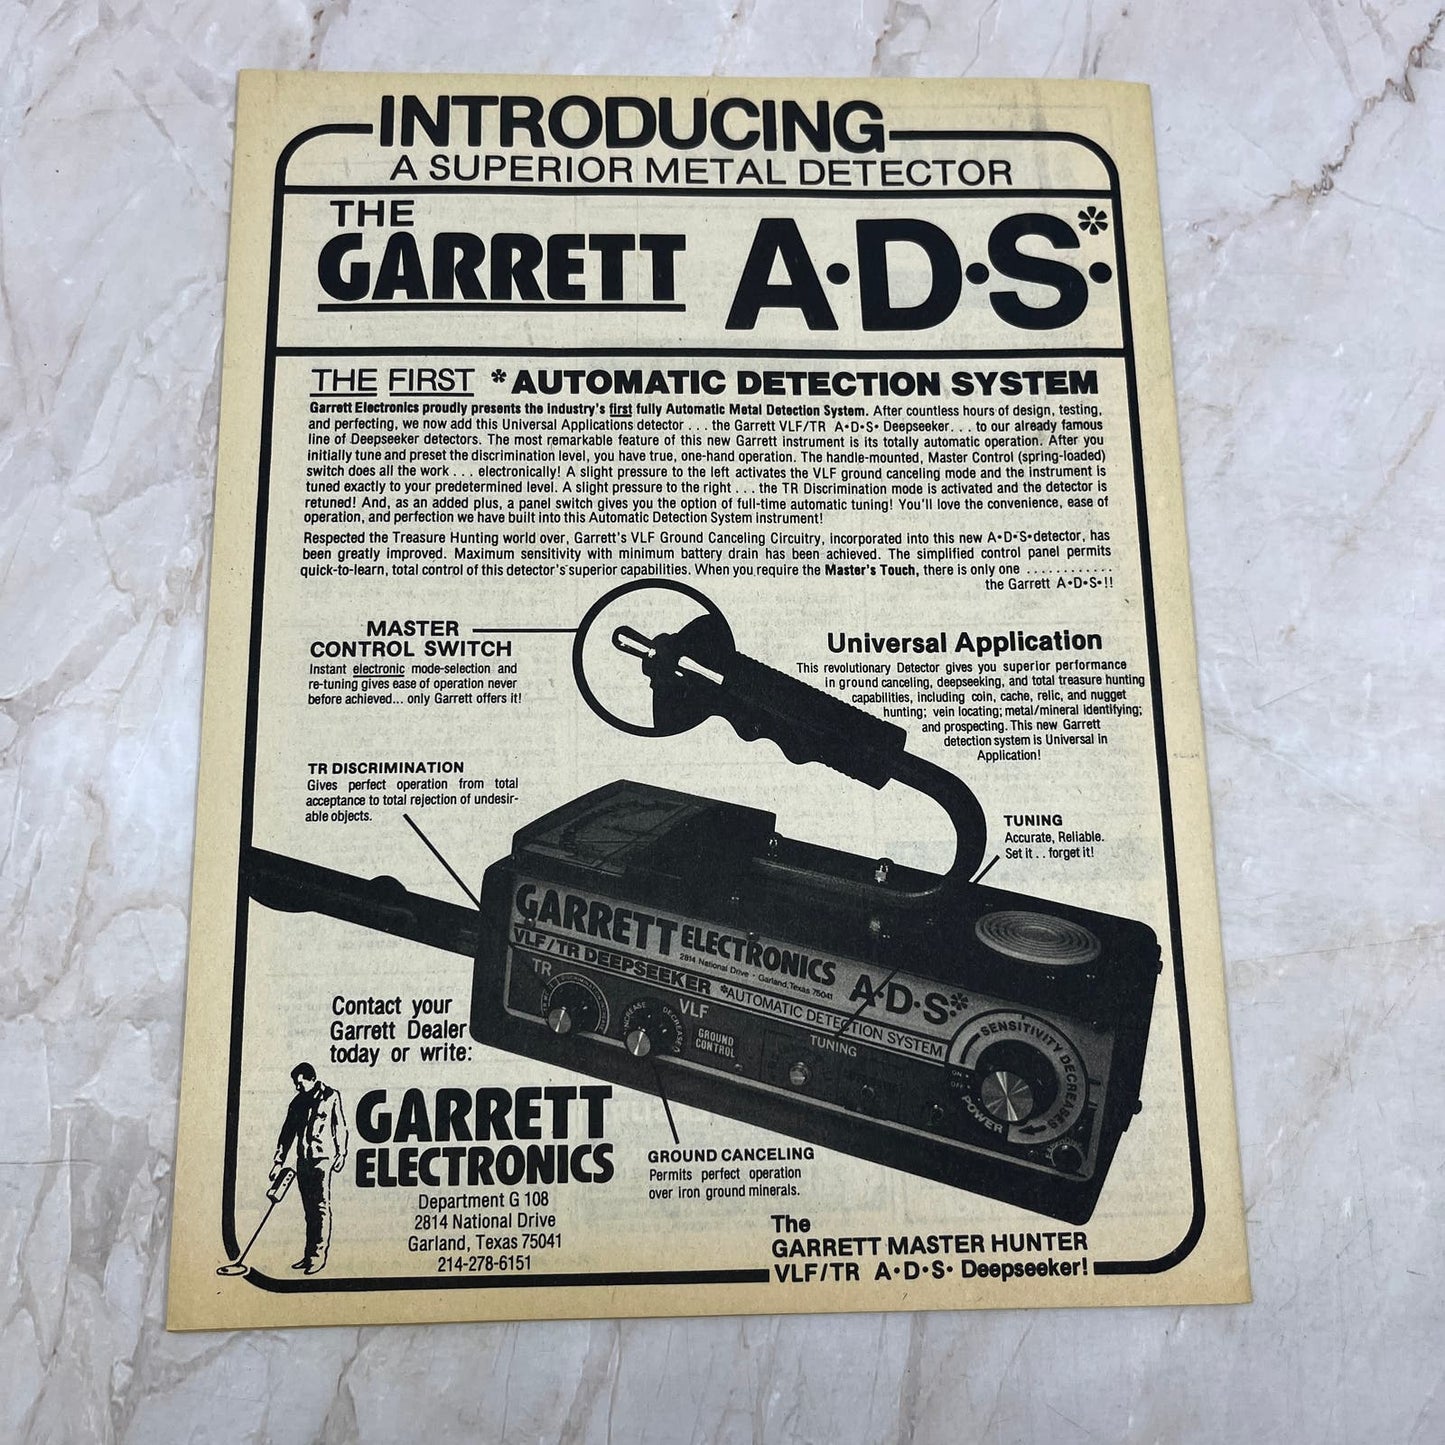 INTRODUCING
A SUPERIOR METAL DETECTOR
THE
GARRETT
A•D•S•*
THE FIRST *AUTOMATIC DETECTION SYSTEM
Garrett Electronics proudly presents the industry's first fully Automatic Metal Detection System. After countless hours of design, testing,
and perfecting, we now add this Universal Applications detector . . . the Garrett VLF/TR A•D•S• Deepseeker. . . to our already famous
line of Deepseeker detectors. The most remarkable feature of this new Garrett instrument is its totally automatic operation. After you
initially tune and preset the discrimination level, you have true, one-hand operation. The handle-mounted, Master Control (spring-loaded)
switch does all the work . . . electronically! A slight pressure to the left activates the VLF ground canceling mode and the instrument is
tuned exactly to your predetermined level. A slight pressure to the right . . . the TR Discrimination mode is activated and the detector is
retuned! And, as an added plus, a panel switch gives you the option of full-time automatic tuning! You'll love the convenience, ease of
operation, and perfection we have built into this Automatic Detection System instrument!
Respected the Treasure Hunting world over, Garrett's VLF Ground Canceling Circuitry, incorporated into this new A•D•S•detector, has
been greatly improved. Maximum sensitivity with minimum battery drain has been achieved. The simplified control panel permits
quick-to-learn, total control of this detector's superior capabilities. When you require the Master's Touch, there is only one . . . . . . . . . . . .
the Garrett A•D•S•!!
MASTER
CONTROL SWITCH
Instant electronic mode-selection and
re-tuning gives ease of operation never
before achieved... only Garrett offers it!
Universal Application
This revolutionary Detector gives you superior performance
in ground canceling, deepseeking, and total treasure hunting
capabilities, including coin, cache, relic, and nugget
hunting; vein locating; metal/mineral identifying;
and prospecting. This new Garrett
detection system is Universal in
Application!
TR DISCRIMINATION
Gives perfect operation from total
acceptance to total rejection of undesir-
able objects.
TUNING
Accurate, Reliable.
Set it . . forget it!
GARRETT ELECTRONICS
2814 National Drive - Garland, Texas 75041
VLF/TR DEEPSEEKER
A•D•S•*
*AUTOMATIC DETECTION SYSTEM
TR
INCREASE DECREASE
VLF
GROUND
CONTROL
TUNING
SENSITIVITY DECREASES
ON
OFF
POWER
Contact your
Garrett Dealer
today or write:
GARRETT
ELECTRONICS
Department G 108
2814 National Drive
Garland, Texas 75041
214-278-6151
GROUND CANCELING
Permits perfect operation
over iron ground minerals.
The
GARRETT MASTER HUNTER
VLF/TR A•D•S• Deepseeker!